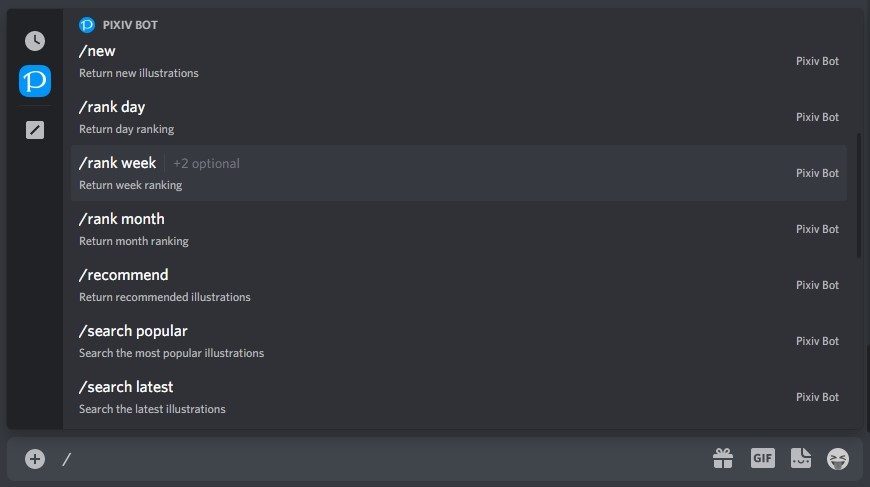 PIXIV BOT
/new
Return new illustrations
Pixiv Bot
/rank day
Return day ranking
Pixiv Bot
/rank week +2 optional
Return week ranking
Pixiv Bot
/rank month
Return month ranking
Pixiv Bot
/recommend
Return recommended illustrations
Pixiv Bot
/search popular
Search the most popular illustrations
Pixiv Bot
/search latest
Search the latest illustrations
Pixiv Bot
/
GIF